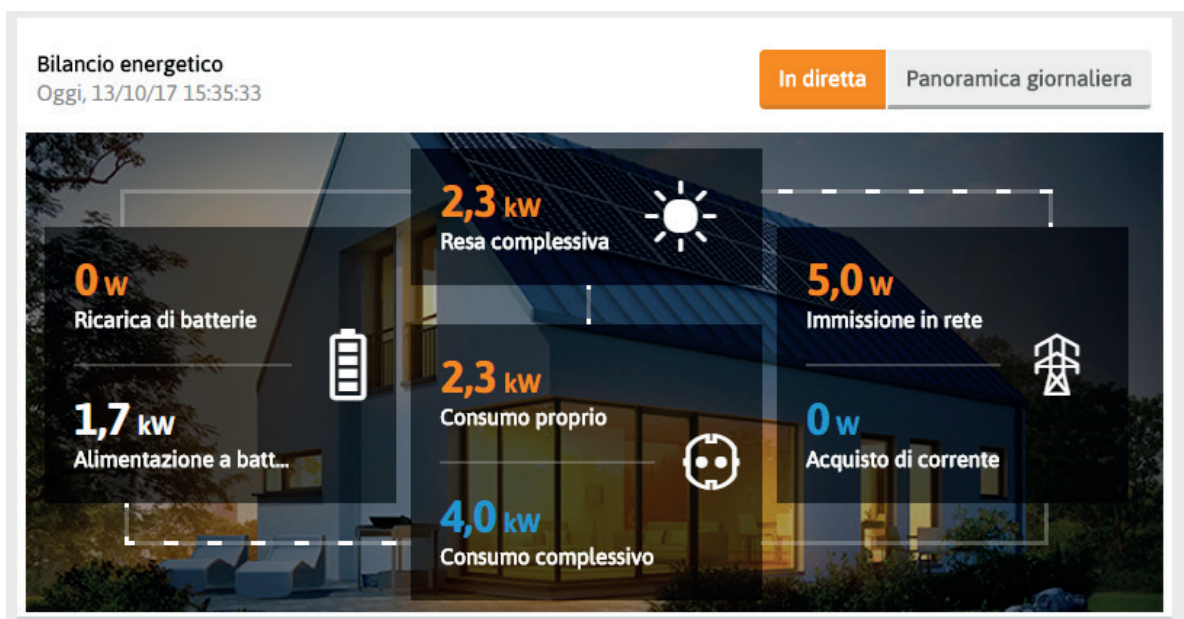 Bilancio energetico
Oggi, 13/10/17 15:35:33
In diretta
Panoramica giornaliera
2,3 kW
Resa complessiva
0 W
Ricarica di batterie
1,7 kW
Alimentazione a batt...
2,3 kW
Consumo proprio
4,0 kW
Consumo complessivo
5,0 W
Immissione in rete
0 W
Acquisto di corrente